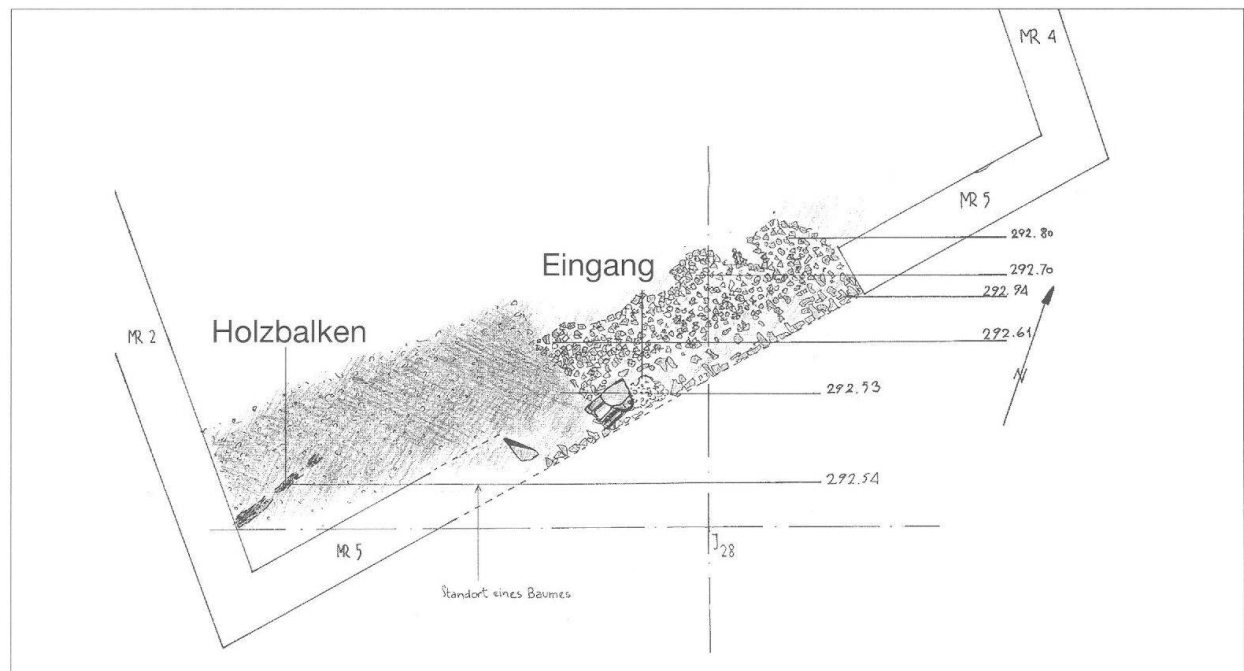 MR 4
MR 5
292.80
Eingang
292.70
292.94
MR 2
Holzbalken
292.61
N
292.53
292.54
J28
MR 5
Standort eines Baumes